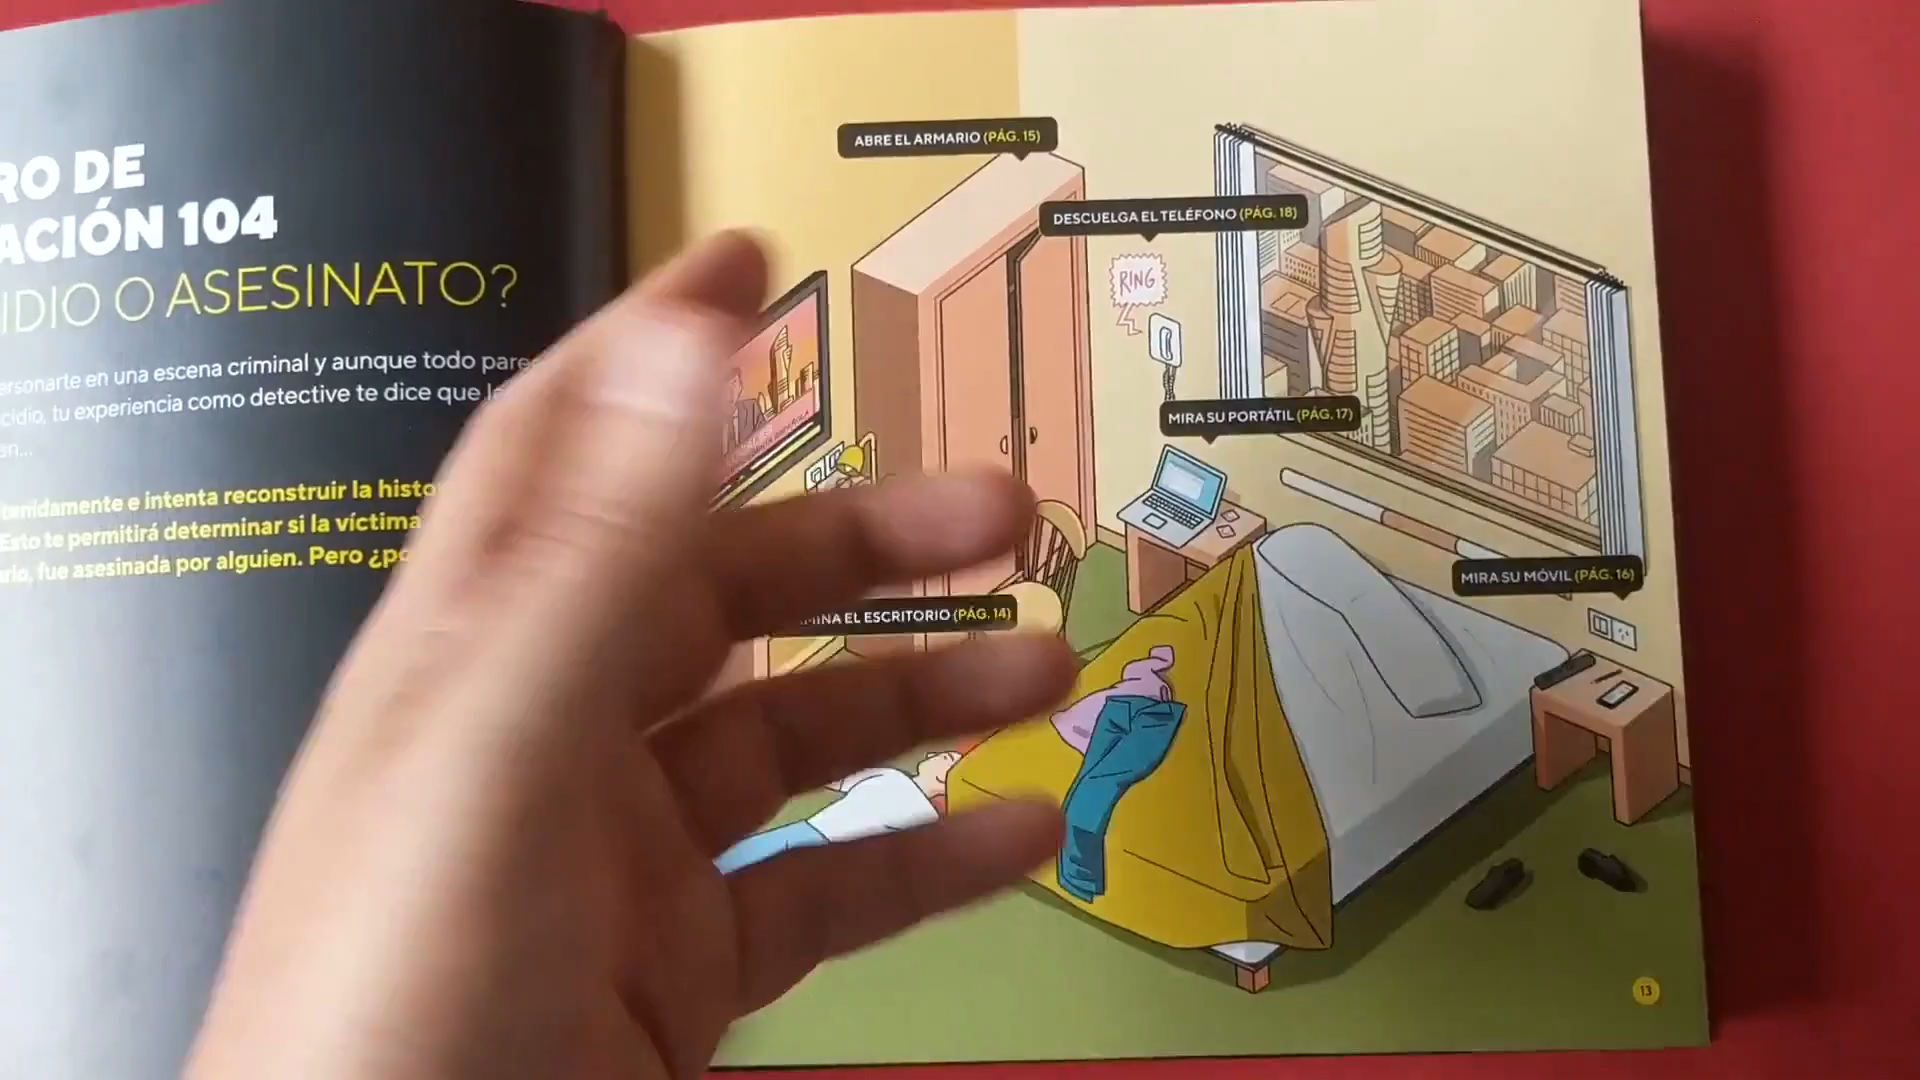 RO DE
ACIÓN 104
IDIO O ASESINATO?
ersonarte en una escena criminal y aunque todo pare
cidio, tu experiencia como detective te dice que la
en...
tenidamente e intenta reconstruir la histo
Esto te permitirá determinar si la víctima
rio, fue asesinada por alguien. Pero ¿po
ABRE EL ARMARIO (PÁG. 15)
DESCUELGA EL TELÉFONO (PÁG. 18)
RING
MIRA SU PORTÁTIL (PÁG. 17)
MIRA SU MÓVIL (PÁG. 16)
MINA EL ESCRITORIO (PÁG. 14)
13